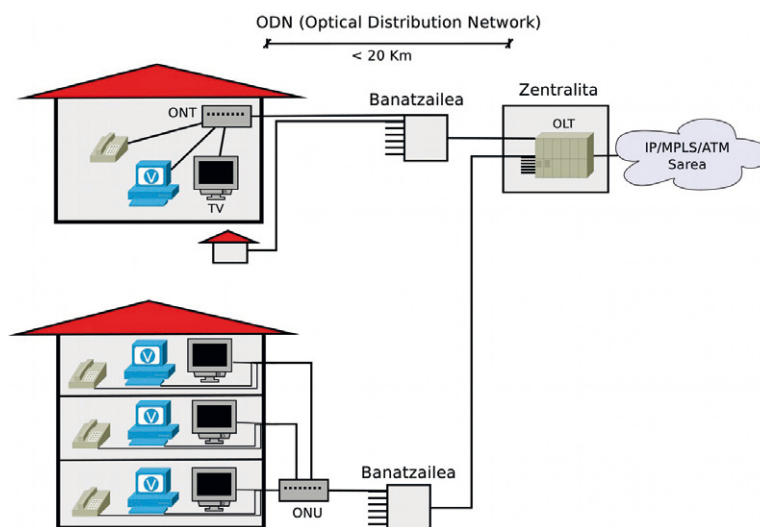 ODN (Optical Distribution Network)
< 20 Km
Banatzailea
Zentralita
ONT
OLT
IP/MPLS/ATM
Sarea
V
TV
V
V
V
Banatzailea
ONU